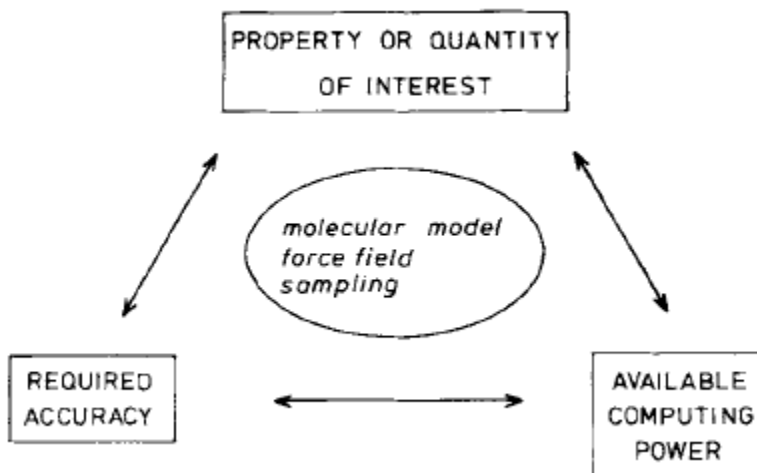 PROPERTY OR QUANTITY
OF INTEREST
molecular model
force field
sampling
REQUIRED
ACCURACY
AVAILABLE
COMPUTING
POWER